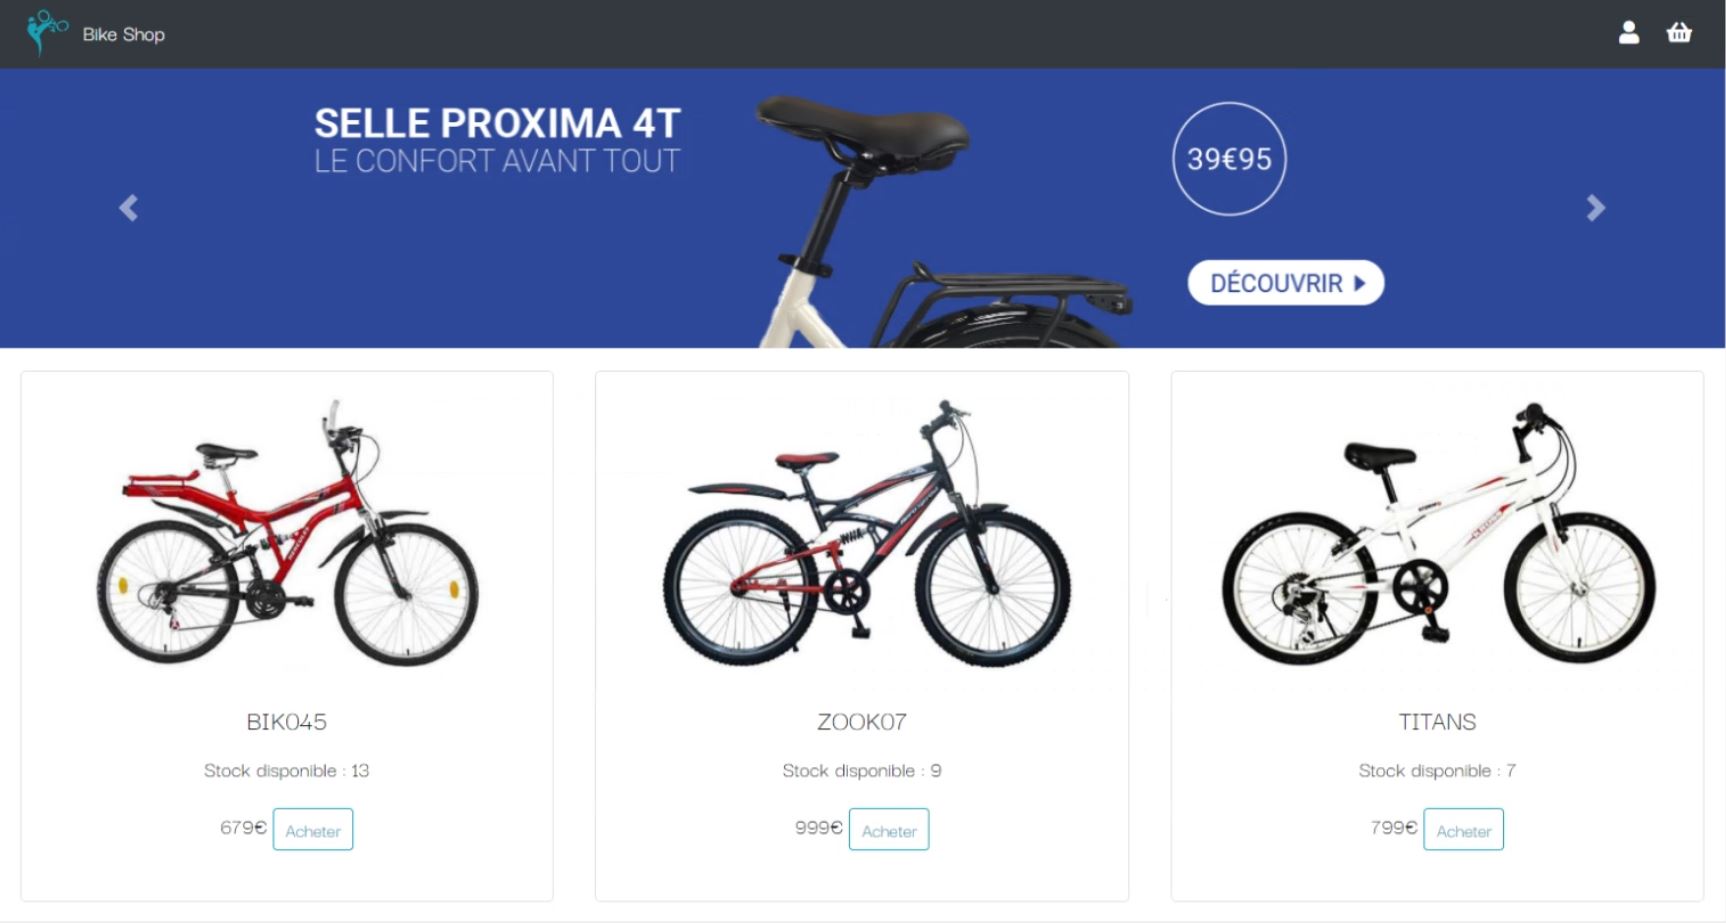 Bike Shop
SELLE PROXIMA 4T
LE CONFORT AVANT TOUT
39€95
DÉCOUVRIR
BIK045
Stock disponible : 13
679€ Acheter
ZOOK07
Stock disponible : 9
999€ Acheter
TITANS
Stock disponible : 7
799€ Acheter